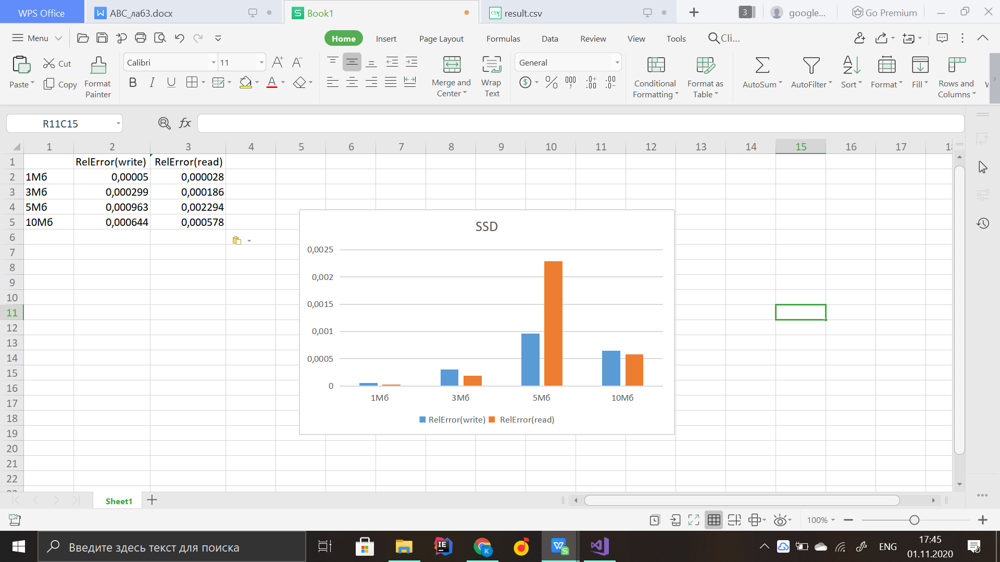 WPS Office
АВС_лаб3.docx
Book1
result.csv
3
google...
Go Premium
Menu
Home
Insert
Page Layout
Formulas
Data
Review
View
Tools
Cli...
Paste
Cut
Copy
Format Painter
Calibri
11
Merge and Center
Wrap Text
General
Conditional Formatting
Format as Table
AutoSum
AutoFilter
Sort
Format
Fill
Rows and Columns
R11C15
fx
1 2 3 4 5 6 7 8 9 10 11 12 13 14 15 16 17
1 RelError(write) RelError(read)
2 1Мб 0,00005 0,000028
3 3Мб 0,000299 0,000186
4 5Мб 0,000963 0,002294
5 10Мб 0,000644 0,000578
6
7
8
9
10
11
12
13
14
15
16
17
18
19
20
21
22
SSD
0,0025
0,002
0,0015
0,001
0,0005
0
1Мб 3Мб 5Мб 10Мб
RelError(write) RelError(read)
Sheet1
100%
Введите здесь текст для поиска
ENG
17:45
01.11.2020